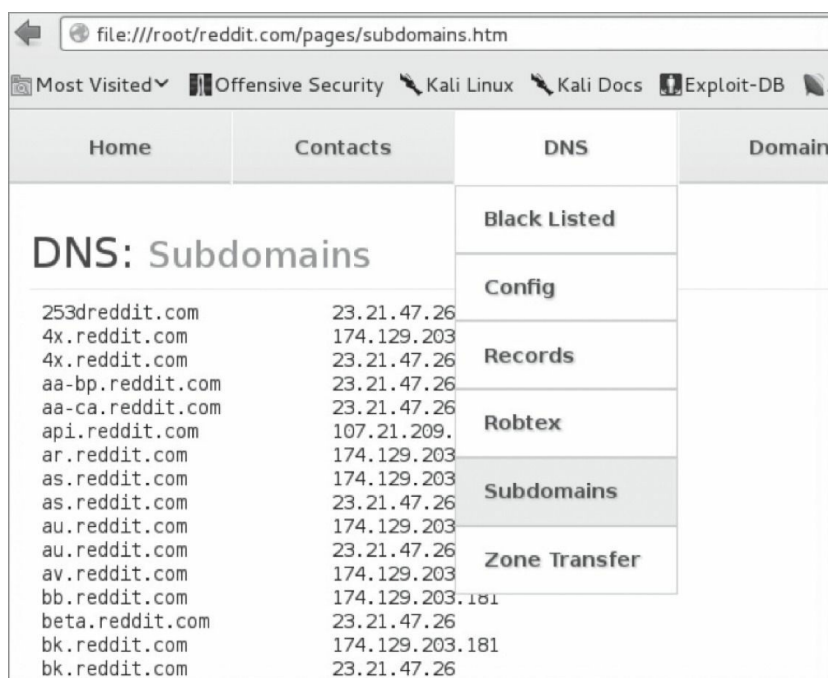 file:///root/reddit.com/pages/subdomains.htm
Most Visited Offensive Security Kali Linux Kali Docs Exploit-DB
Home Contacts DNS Domain
Black Listed
DNS: Subdomains
Config
Records
Robtex
Subdomains
Zone Transfer
253dreddit.com 23.21.47.26
4x.reddit.com 174.129.203
4x.reddit.com 23.21.47.26
aa-bp.reddit.com 23.21.47.26
aa-ca.reddit.com 23.21.47.26
api.reddit.com 107.21.209.
ar.reddit.com 174.129.203
as.reddit.com 174.129.203
as.reddit.com 23.21.47.26
au.reddit.com 174.129.203
au.reddit.com 23.21.47.26
av.reddit.com 174.129.203
bb.reddit.com 174.129.203.181
beta.reddit.com 23.21.47.26
bk.reddit.com 174.129.203.181
bk.reddit.com 23.21.47.26